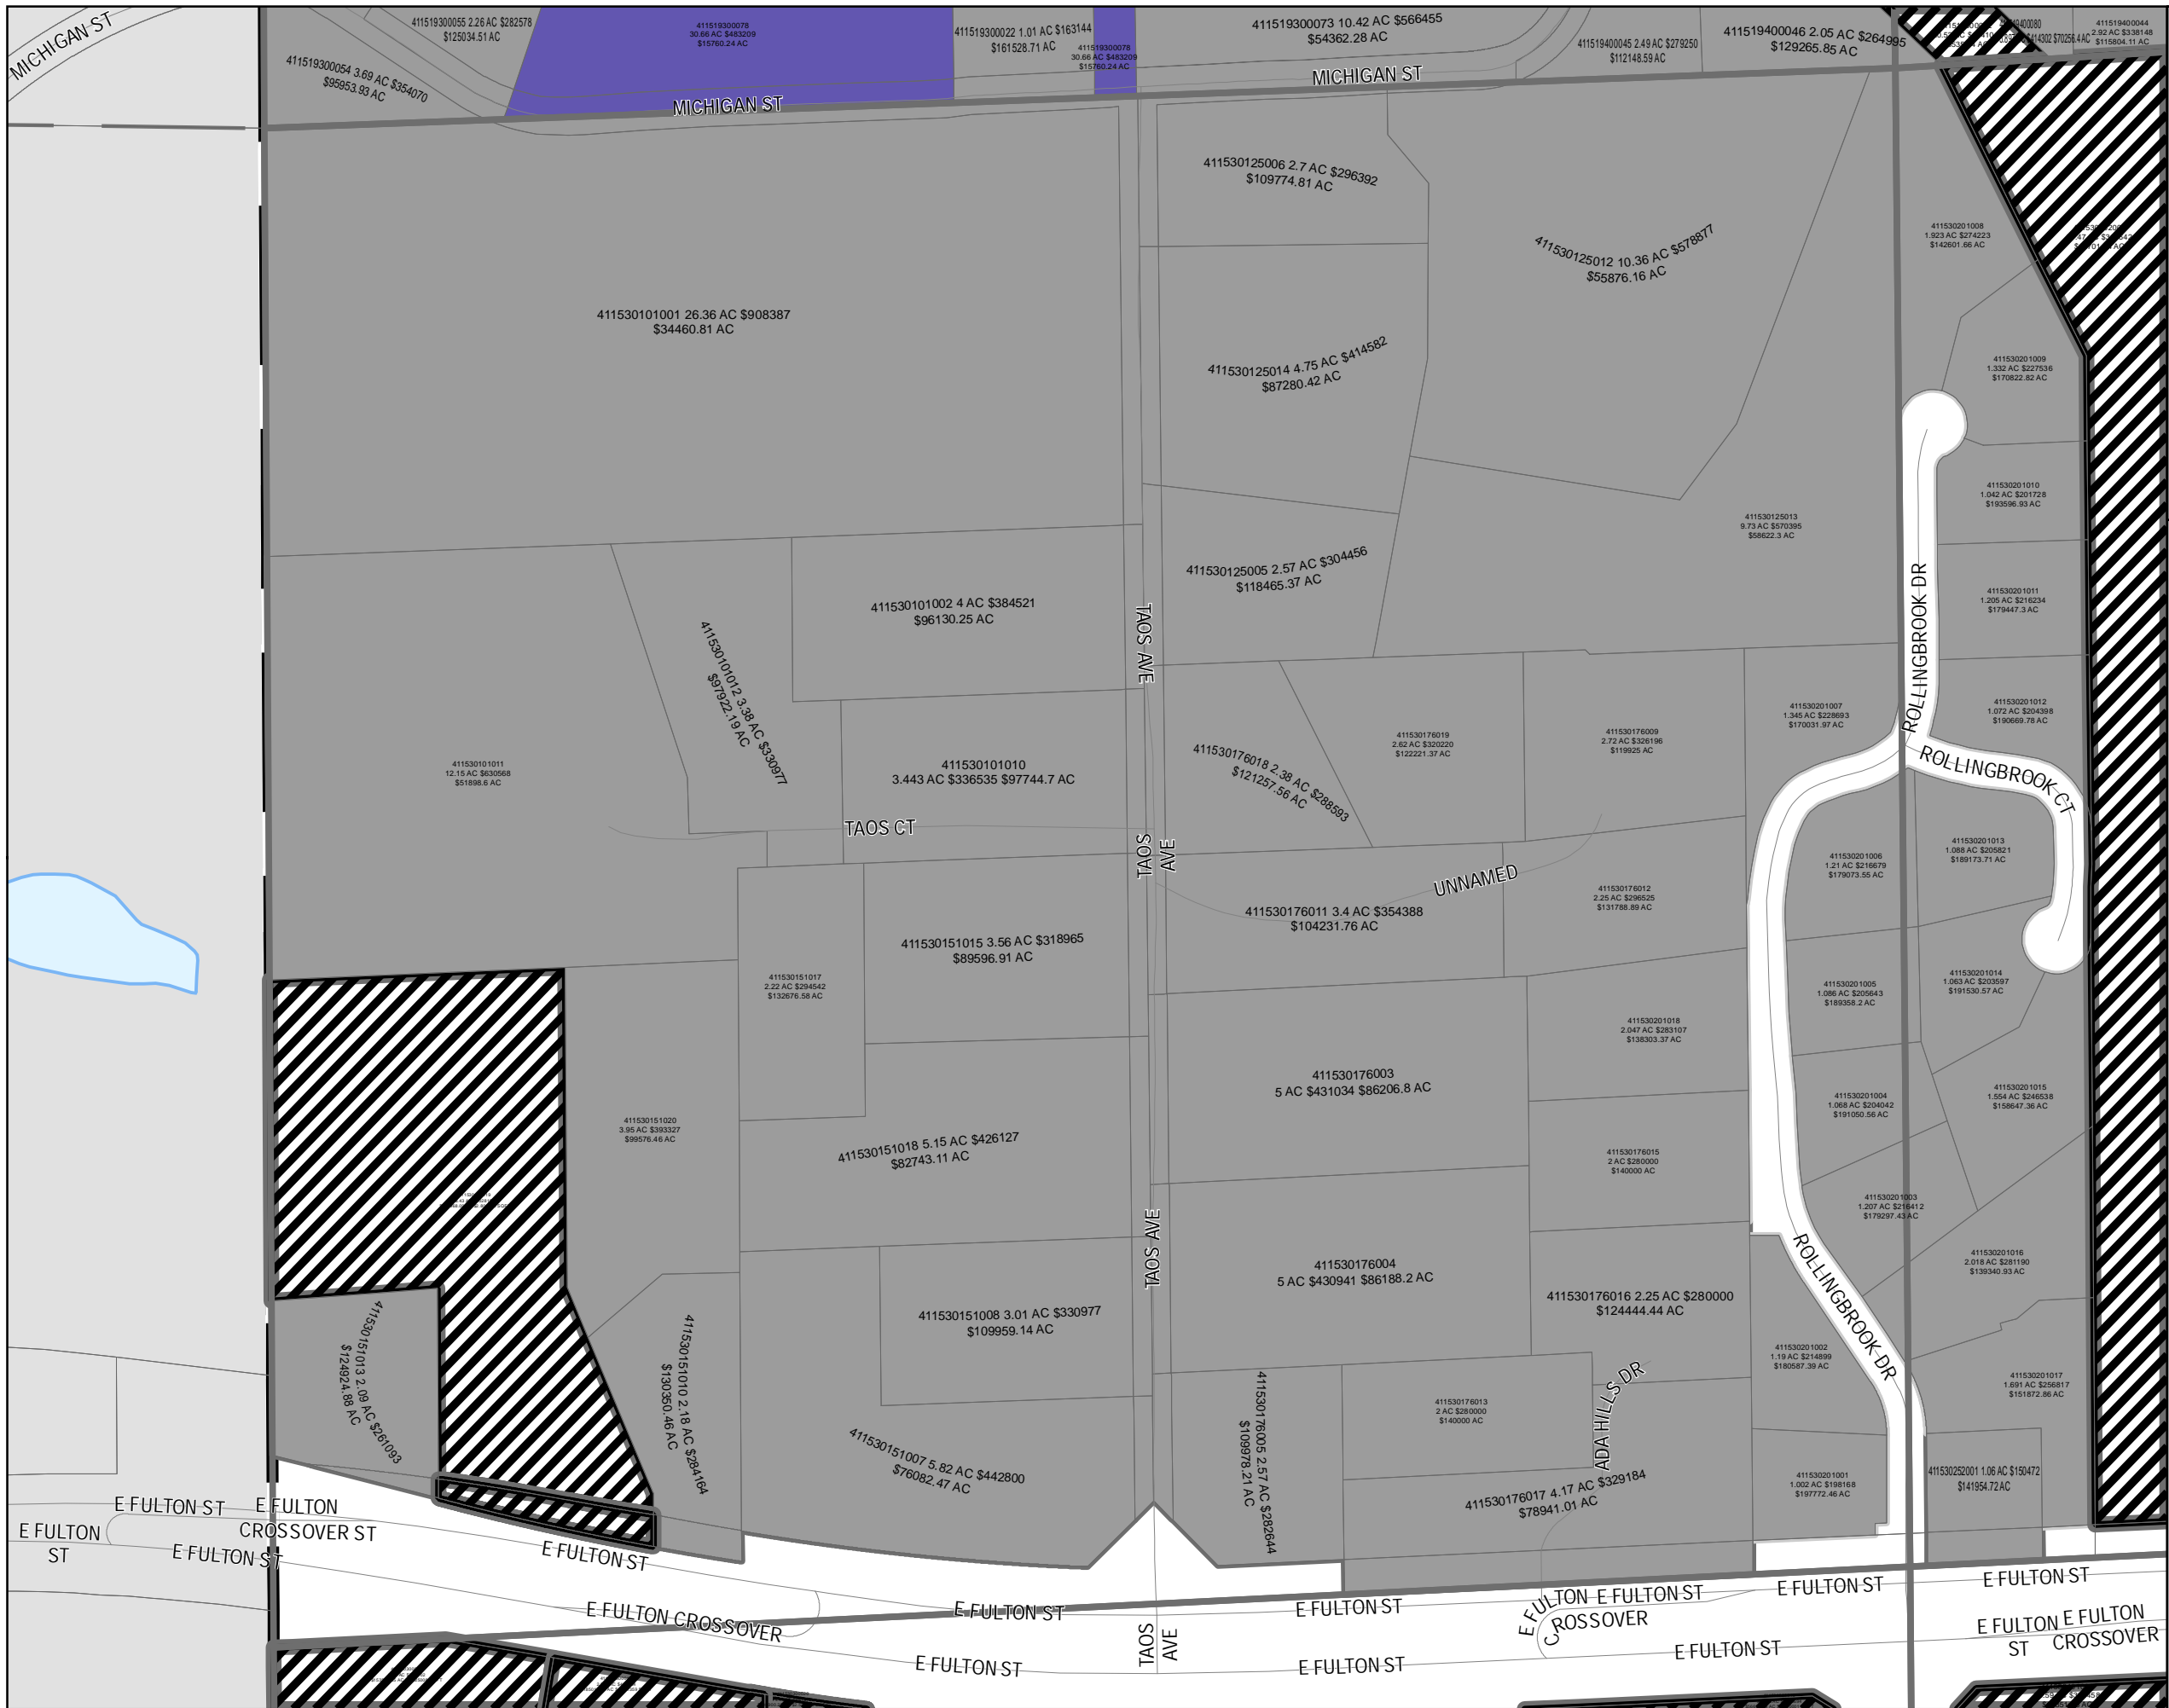 MICHIGAN ST
411519300055 2.26 AC $282578
$125034.51 AC
411519300054 3.69 AC $354070
$95953.93 AC
411519300078
30.66 AC $483209
$15760.24 AC
411519300022 1.01 AC $163144
$161528.71 AC
411519300078
30.66 AC $483209
$15760.24 AC
411519300073 10.42 AC $566455
$54362.28 AC
411519400045 2.49 AC $279250
$112148.59 AC
411519400046 2.05 AC $264995
$129265.85 AC
411519400044
2.92 AC $338148
$115804.11 AC
MICHIGAN ST
MICHIGAN ST
411530101001 26.36 AC $908387
$34460.81 AC
411530125006 2.7 AC $296392
$109774.81 AC
411530125012 10.36 AC $578877
$55876.16 AC
411530201008
1.923 AC $274223
$142601.66 AC
411530125014 4.75 AC $414582
$87280.42 AC
411530201009
1.332 AC $227536
$170822.82 AC
411530201010
1.042 AC $201728
$193596.93 AC
411530125013
9.73 AC $570395
$58622.3 AC
411530125005 2.57 AC $304456
$118465.37 AC
411530101002 4 AC $384521
$96130.25 AC
411530201011
1.205 AC $216234
$179447.3 AC
TAOS AVE
ROLLINGBROOK DR
411530101012 3.38 AC $330977
$97922.19 AC
411530201012
1.072 AC $204398
$190669.78 AC
411530201007
1.345 AC $228693
$170031.97 AC
411530176019
2.62 AC $320220
$122221.37 AC
411530176009
2.72 AC $326196
$119925 AC
411530101011
12.15 AC $630568
$51898.6 AC
411530101010
3.443 AC $336535 $97744.7 AC
411530176018 2.38 AC $288593
$121257.56 AC
ROLLINGBROOK CT
TAOS CT
TAOS
AVE
411530201006
1.21 AC $216679
$179073.55 AC
411530201013
1.088 AC $205821
$189173.71 AC
UNNAMED
411530176012
2.25 AC $296525
$131788.89 AC
411530176011 3.4 AC $354388
$104231.76 AC
411530151015 3.56 AC $318965
$89596.91 AC
411530151017
2.22 AC $294542
$132676.58 AC
411530201005
1.086 AC $205643
$189358.2 AC
411530201014
1.063 AC $203597
$191530.57 AC
411530201018
2.047 AC $283107
$138303.37 AC
411530176003
5 AC $431034 $86206.8 AC
411530201004
1.068 AC $204042
$191050.56 AC
411530201015
1.554 AC $246538
$158647.36 AC
411530151020
3.95 AC $393327
$99576.46 AC
411530151018 5.15 AC $426127
$82743.11 AC
411530176015
2 AC $280000
$140000 AC
411530201003
1.207 AC $216412
$179297.43 AC
TAOS AVE
411530201016
2.018 AC $281190
$139340.93 AC
411530176004
5 AC $430941 $86188.2 AC
411530176016 2.25 AC $280000
$124444.44 AC
ROLLINGBROOK DR
411530151008 3.01 AC $330977
$109959.14 AC
411530151013 2.09 AC $261093
$124924.88 AC
411530151010 2.18 AC $284164
$130350.46 AC
411530201002
1.19 AC $214899
$180587.39 AC
411530201017
1.691 AC $256817
$151872.86 AC
ADA HILLS DR
411530176013
2 AC $280000
$140000 AC
411530176005 2.57 AC $282644
$109978.21 AC
411530151007 5.82 AC $442800
$76082.47 AC
411530176017 4.17 AC $329184
$78941.01 AC
411530201001
1.002 AC $198168
$197772.46 AC
411530252001 1.06 AC $150472
$141954.72 AC
E FULTON ST
E FULTON
CROSSOVER ST
E FULTON
ST
E FULTON ST
E FULTON ST
E FULTON CROSSOVER
E FULTON ST
E FULTON ST
E FULTON
CROSSOVER
E FULTON ST
E FULTON ST
E FULTON ST
TAOS
AVE
E FULTON ST
E FULTON ST
E FULTON ST
E FULTON
ST
E FULTON
CROSSOVER